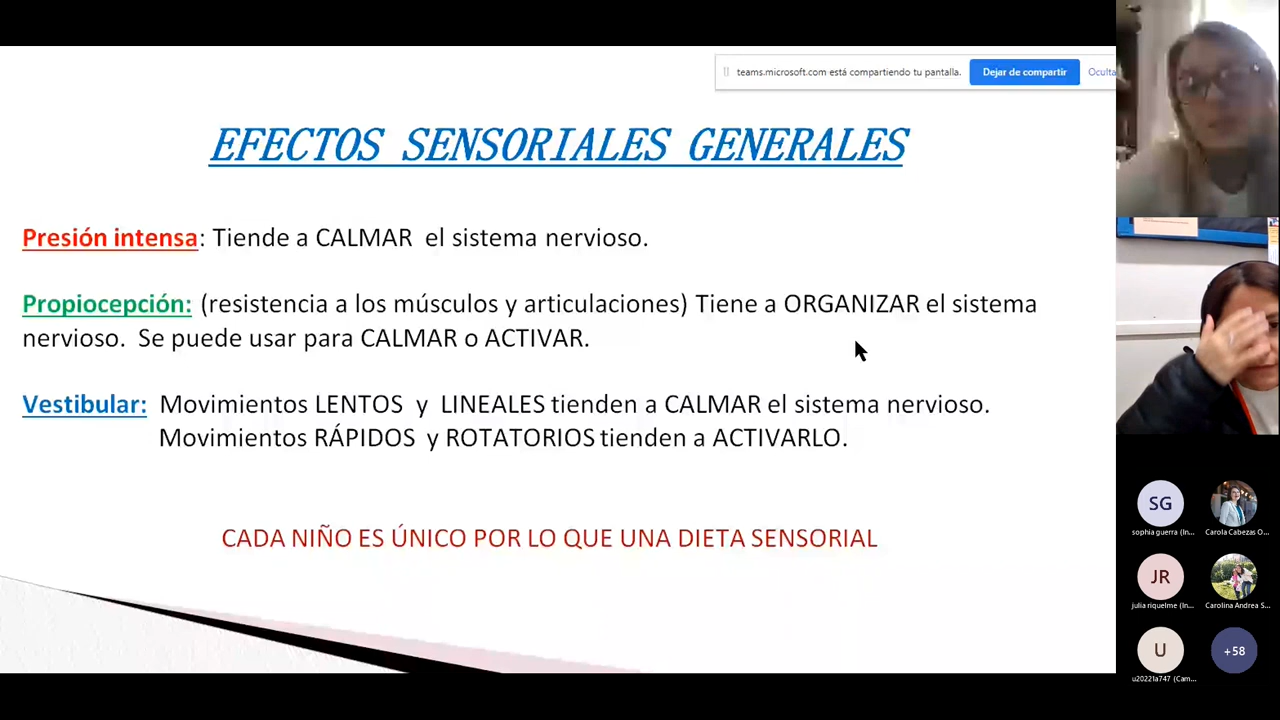 teams.microsoft.com está compartiendo tu pantalla.
Dejar de compartir
Oculta
EFECTOS SENSORIALES GENERALES
Presión intensa: Tiende a CALMAR el sistema nervioso.
Propiocepción: (resistencia a los músculos y articulaciones) Tiene a ORGANIZAR el sistema
nervioso. Se puede usar para CALMAR o ACTIVAR.
Vestibular: Movimientos LENTOS y LINEALES tienden a CALMAR el sistema nervioso.
Movimientos RÁPIDOS y ROTATORIOS tienden a ACTIVARLO.
CADA NIÑO ES ÚNICO POR LO QUE UNA DIETA SENSORIAL
SG
sophia guerra (In...
Carola Cabezas O...
JR
julia riquelme (In...
Carolina Andrea S...
U
u20221a747 (Cam...
+58